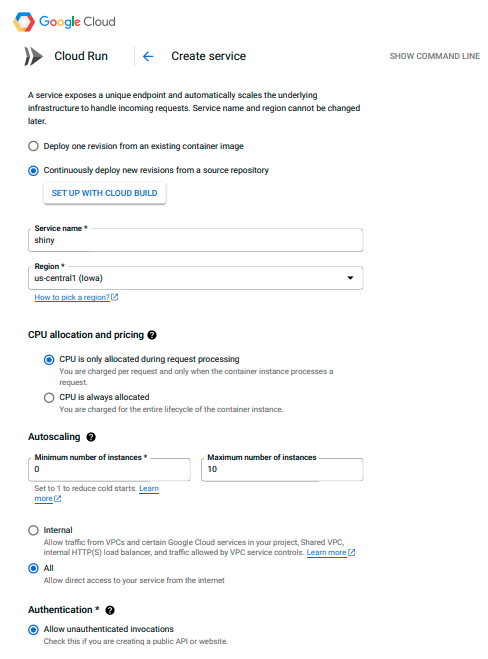 Google Cloud
Cloud Run
Create service
SHOW COMMAND LINE
A service exposes a unique endpoint and automatically scales the underlying
infrastructure to handle incoming requests. Service name and region cannot be changed
later.
Deploy one revision from an existing container image
Continuously deploy new revisions from a source repository
SET UP WITH CLOUD BUILD
Service name *
shiny
Region *
us-central1 (Iowa)
How to pick a region?
CPU allocation and pricing
CPU is only allocated during request processing
You are charged per request and only when the container instance processes a
request.
CPU is always allocated
You are charged for the entire lifecycle of the container instance.
Autoscaling
Minimum number of instances *
0
Maximum number of instances
10
Set to 1 to reduce cold starts. Learn
more
Internal
Allow traffic from VPCs and certain Google Cloud services in your project, Shared VPC,
internal HTTP(S) load balancer, and traffic allowed by VPC service controls. Learn more
All
Allow direct access to your service from the internet
Authentication *
Allow unauthenticated invocations
Check this if you are creating a public API or website.